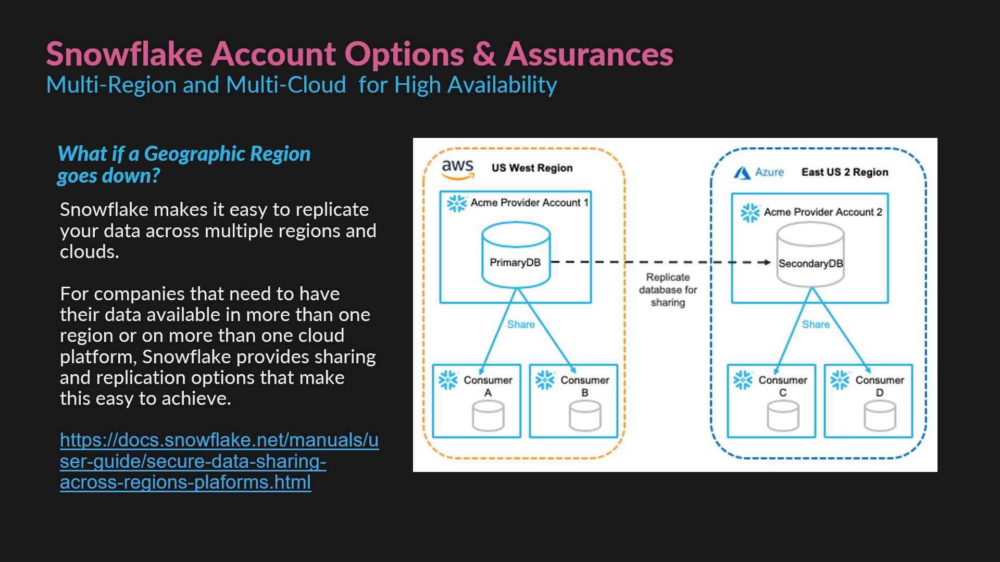 Snowflake Account Options & Assurances
Multi-Region and Multi-Cloud  for High Availability
What if a Geographic Region
goes down?
Snowflake makes it easy to replicate
your data across multiple regions and
clouds.
For companies that need to have
their data available in more than one
region or on more than one cloud
platform, Snowflake provides sharing
and replication options that make
this easy to achieve.
https://docs.snowflake.net/manuals/u
ser-guide/secure-data-sharing-
across-regions-plaforms.html
aws
US West Region
Acme Provider Account 1
PrimaryDB
Share
Consumer
A
Consumer
B
Replicate
database for
sharing
Azure
East US 2 Region
Acme Provider Account 2
SecondaryDB
Share
Consumer
C
Consumer
D